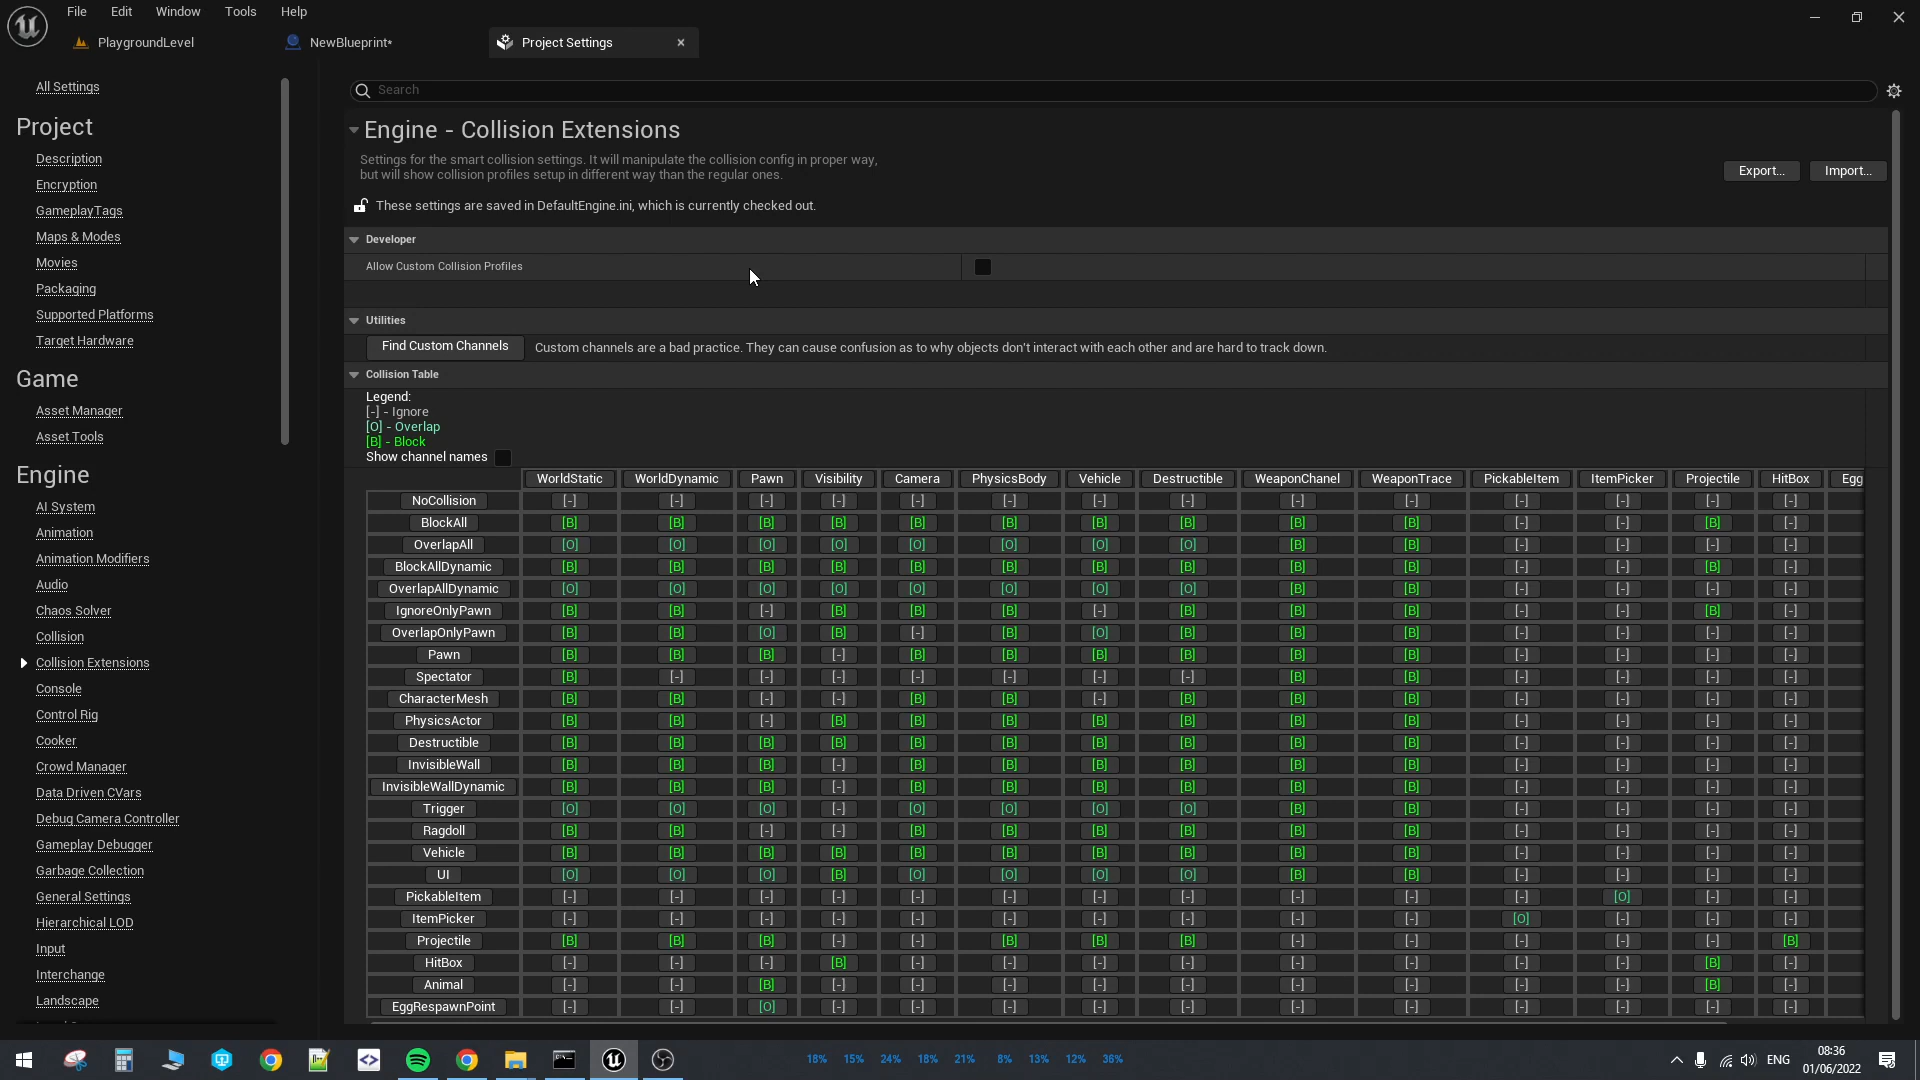 File Edit Window Tools Help
PlaygroundLevel NewBlueprint* Project Settings
All Settings
Project
Description
Encryption
GameplayTags
Maps & Modes
Movies
Packaging
Supported Platforms
Target Hardware
Game
Asset Manager
Asset Tools
Engine
AI System
Animation
Animation Modifiers
Audio
Chaos Solver
Collision
Collision Extensions
Console
Control Rig
Cooker
Crowd Manager
Data Driven CVars
Debug Camera Controller
Gameplay Debugger
Garbage Collection
General Settings
Hierarchical LOD
Input
Interchange
Landscape
Search
Engine - Collision Extensions
Settings for the smart collision settings. It will manipulate the collision config in proper way,
but will show collision profiles setup in different way than the regular ones.
Export... Import...
These settings are saved in DefaultEngine.ini, which is currently checked out.
Developer
Allow Custom Collision Profiles
Utilities
Find Custom Channels Custom channels are a bad practice. They can cause confusion as to why objects don't interact with each other and are hard to track down.
Collision Table
Legend:
[-] - Ignore
[O] - Overlap
[B] - Block
Show channel names
WorldStatic WorldDynamic Pawn Visibility Camera PhysicsBody Vehicle Destructible WeaponChanel WeaponTrace PickableItem ItemPicker Projectile HitBox Egg
NoCollision [-] [-] [-] [-] [-] [-] [-] [-] [-] [-] [-] [-] [-] [-]
BlockAll [B] [B] [B] [B] [B] [B] [B] [B] [B] [B] [-] [-] [B] [-]
OverlapAll [O] [O] [O] [O] [O] [O] [O] [O] [B] [B] [-] [-] [-] [-]
BlockAllDynamic [B] [B] [B] [B] [B] [B] [B] [B] [B] [B] [-] [-] [B] [-]
OverlapAllDynamic [O] [O] [O] [O] [O] [O] [O] [O] [B] [B] [-] [-] [-] [-]
IgnoreOnlyPawn [B] [B] [-] [B] [B] [B] [-] [B] [B] [B] [-] [-] [B] [-]
OverlapOnlyPawn [B] [B] [O] [B] [-] [B] [O] [B] [B] [B] [-] [-] [-] [-]
Pawn [B] [B] [B] [-] [B] [B] [B] [B] [B] [B] [-] [-] [-] [-]
Spectator [B] [-] [-] [-] [-] [-] [-] [-] [B] [B] [-] [-] [-] [-]
CharacterMesh [B] [B] [-] [-] [B] [B] [-] [B] [B] [B] [-] [-] [-] [-]
PhysicsActor [B] [B] [-] [B] [B] [B] [B] [B] [B] [B] [-] [-] [-] [-]
Destructible [B] [B] [B] [B] [B] [B] [B] [B] [B] [B] [-] [-] [-] [-]
InvisibleWall [B] [B] [B] [-] [B] [B] [B] [B] [B] [B] [-] [-] [-] [-]
InvisibleWallDynamic [B] [B] [B] [-] [B] [B] [B] [B] [B] [B] [-] [-] [-] [-]
Trigger [O] [O] [O] [-] [O] [O] [O] [O] [B] [B] [-] [-] [-] [-]
Ragdoll [B] [B] [-] [-] [B] [B] [B] [B] [B] [B] [-] [-] [-] [-]
Vehicle [B] [B] [B] [B] [B] [B] [B] [B] [B] [B] [-] [-] [-] [-]
UI [O] [O] [O] [B] [O] [O] [O] [O] [B] [B] [-] [-] [-] [-]
PickableItem [-] [-] [-] [-] [-] [-] [-] [-] [-] [-] [-] [O] [-] [-]
ItemPicker [-] [-] [-] [-] [-] [-] [-] [-] [-] [-] [O] [-] [-] [-]
Projectile [B] [B] [B] [-] [-] [B] [B] [B] [-] [-] [-] [-] [-] [B]
HitBox [-] [-] [-] [B] [-] [-] [-] [-] [-] [-] [-] [-] [B] [-]
Animal [-] [-] [B] [-] [-] [-] [-] [-] [-] [-] [-] [-] [B] [-]
EggRespawnPoint [-] [-] [O] [-] [-] [-] [-] [-] [-] [-] [-] [-] [-] [-]
18% 15% 24% 18% 21% 8% 13% 12% 36%
ENG
08:36
01/06/2022